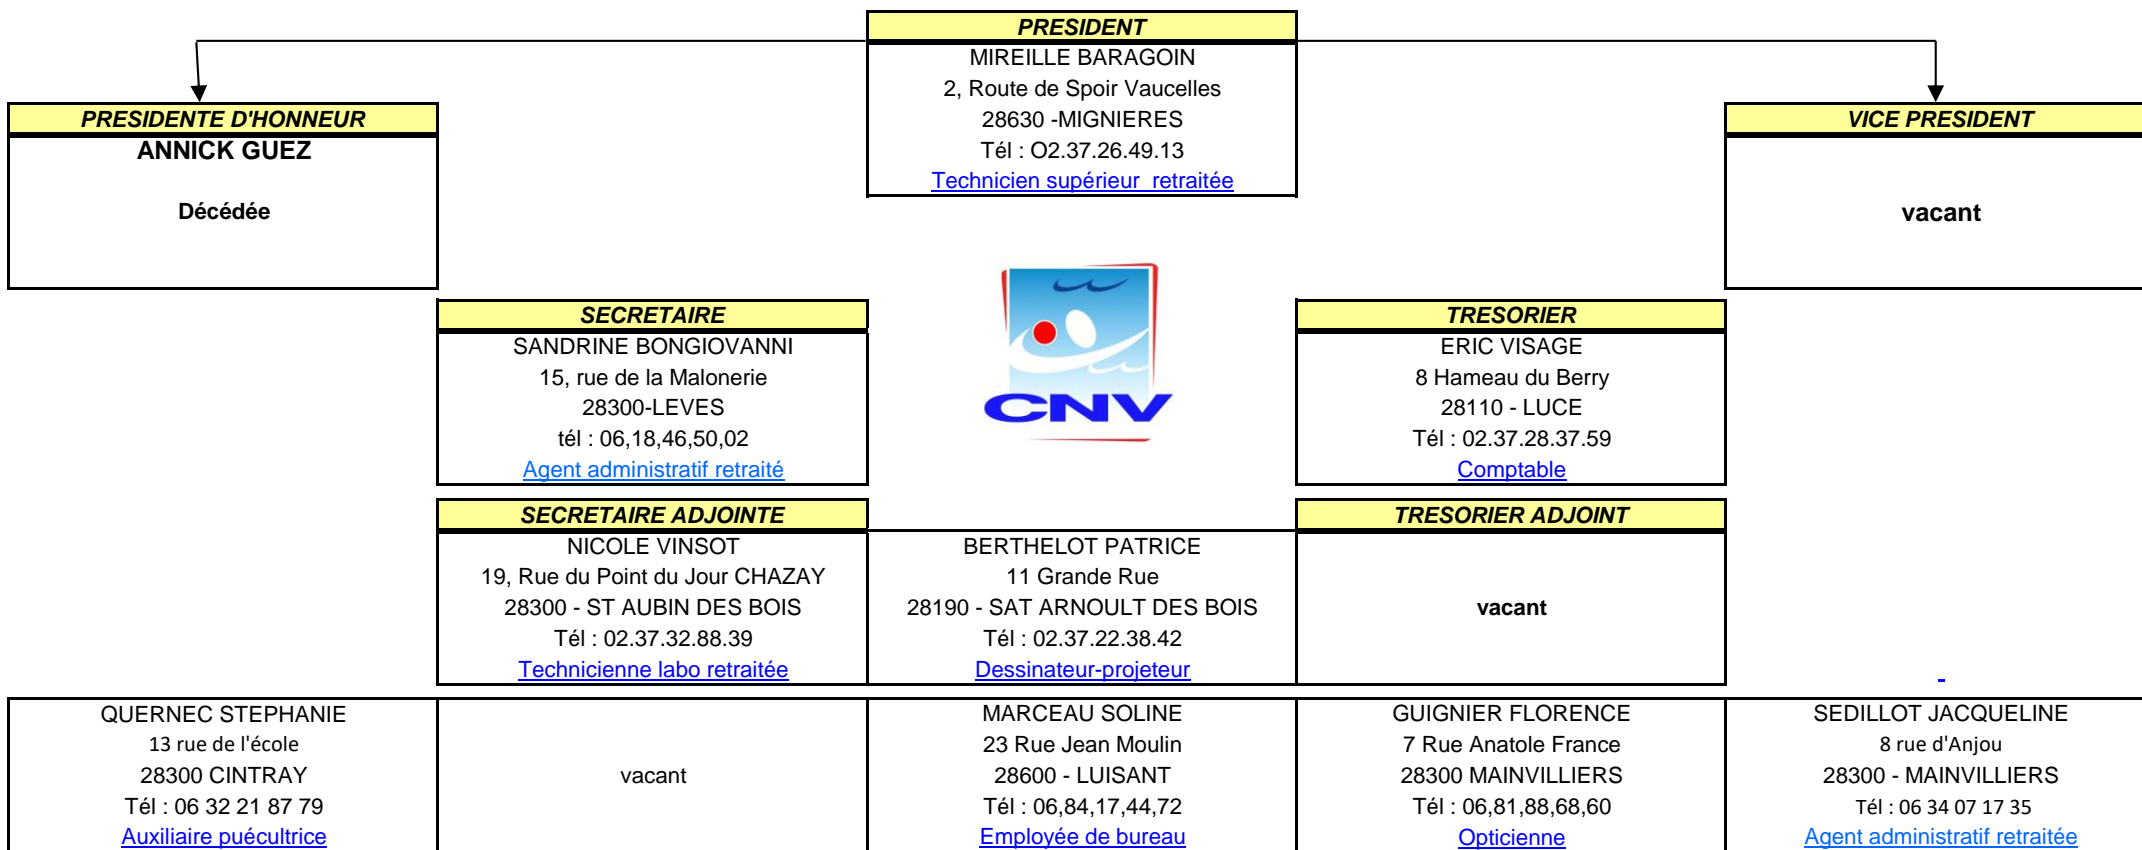 PRESIDENT
MIREILLE BARAGOIN
2, Route de Spoir Vaucelles
28630 -MIGNIERES
Tél : O2.37.26.49.13
Technicien supérieur  retraitée
PRESIDENTE D'HONNEUR
ANNICK GUEZ
Décédée
VICE PRESIDENT
vacant
SECRETAIRE
SANDRINE BONGIOVANNI
15, rue de la Malonerie
28300-LEVES
tél : 06,18,46,50,02
Agent administratif retraité
CNV
TRESORIER
ERIC VISAGE
8 Hameau du Berry
28110 - LUCE
Tél : 02.37.28.37.59
Comptable
SECRETAIRE ADJOINTE
NICOLE VINSOT
19, Rue du Point du Jour CHAZAY
28300 - ST AUBIN DES BOIS
Tél : 02.37.32.88.39
Technicienne labo retraitée
BERTHELOT PATRICE
11 Grande Rue
28190 - SAT ARNOULT DES BOIS
Tél : 02.37.22.38.42
Dessinateur-projeteur
TRESORIER ADJOINT
vacant
QUERNEC STEPHANIE
13 rue de l'école
28300 CINTRAY
Tél : 06 32 21 87 79
Auxiliaire puécultrice
vacant
MARCEAU SOLINE
23 Rue Jean Moulin
28600 - LUISANT
Tél : 06,84,17,44,72
Employée de bureau
GUIGNIER FLORENCE
7 Rue Anatole France
28300 MAINVILLIERS
Tél : 06,81,88,68,60
Opticienne
SEDILLOT JACQUELINE
8 rue d'Anjou
28300 - MAINVILLIERS
Tél : 06 34 07 17 35
Agent administratif retraitée